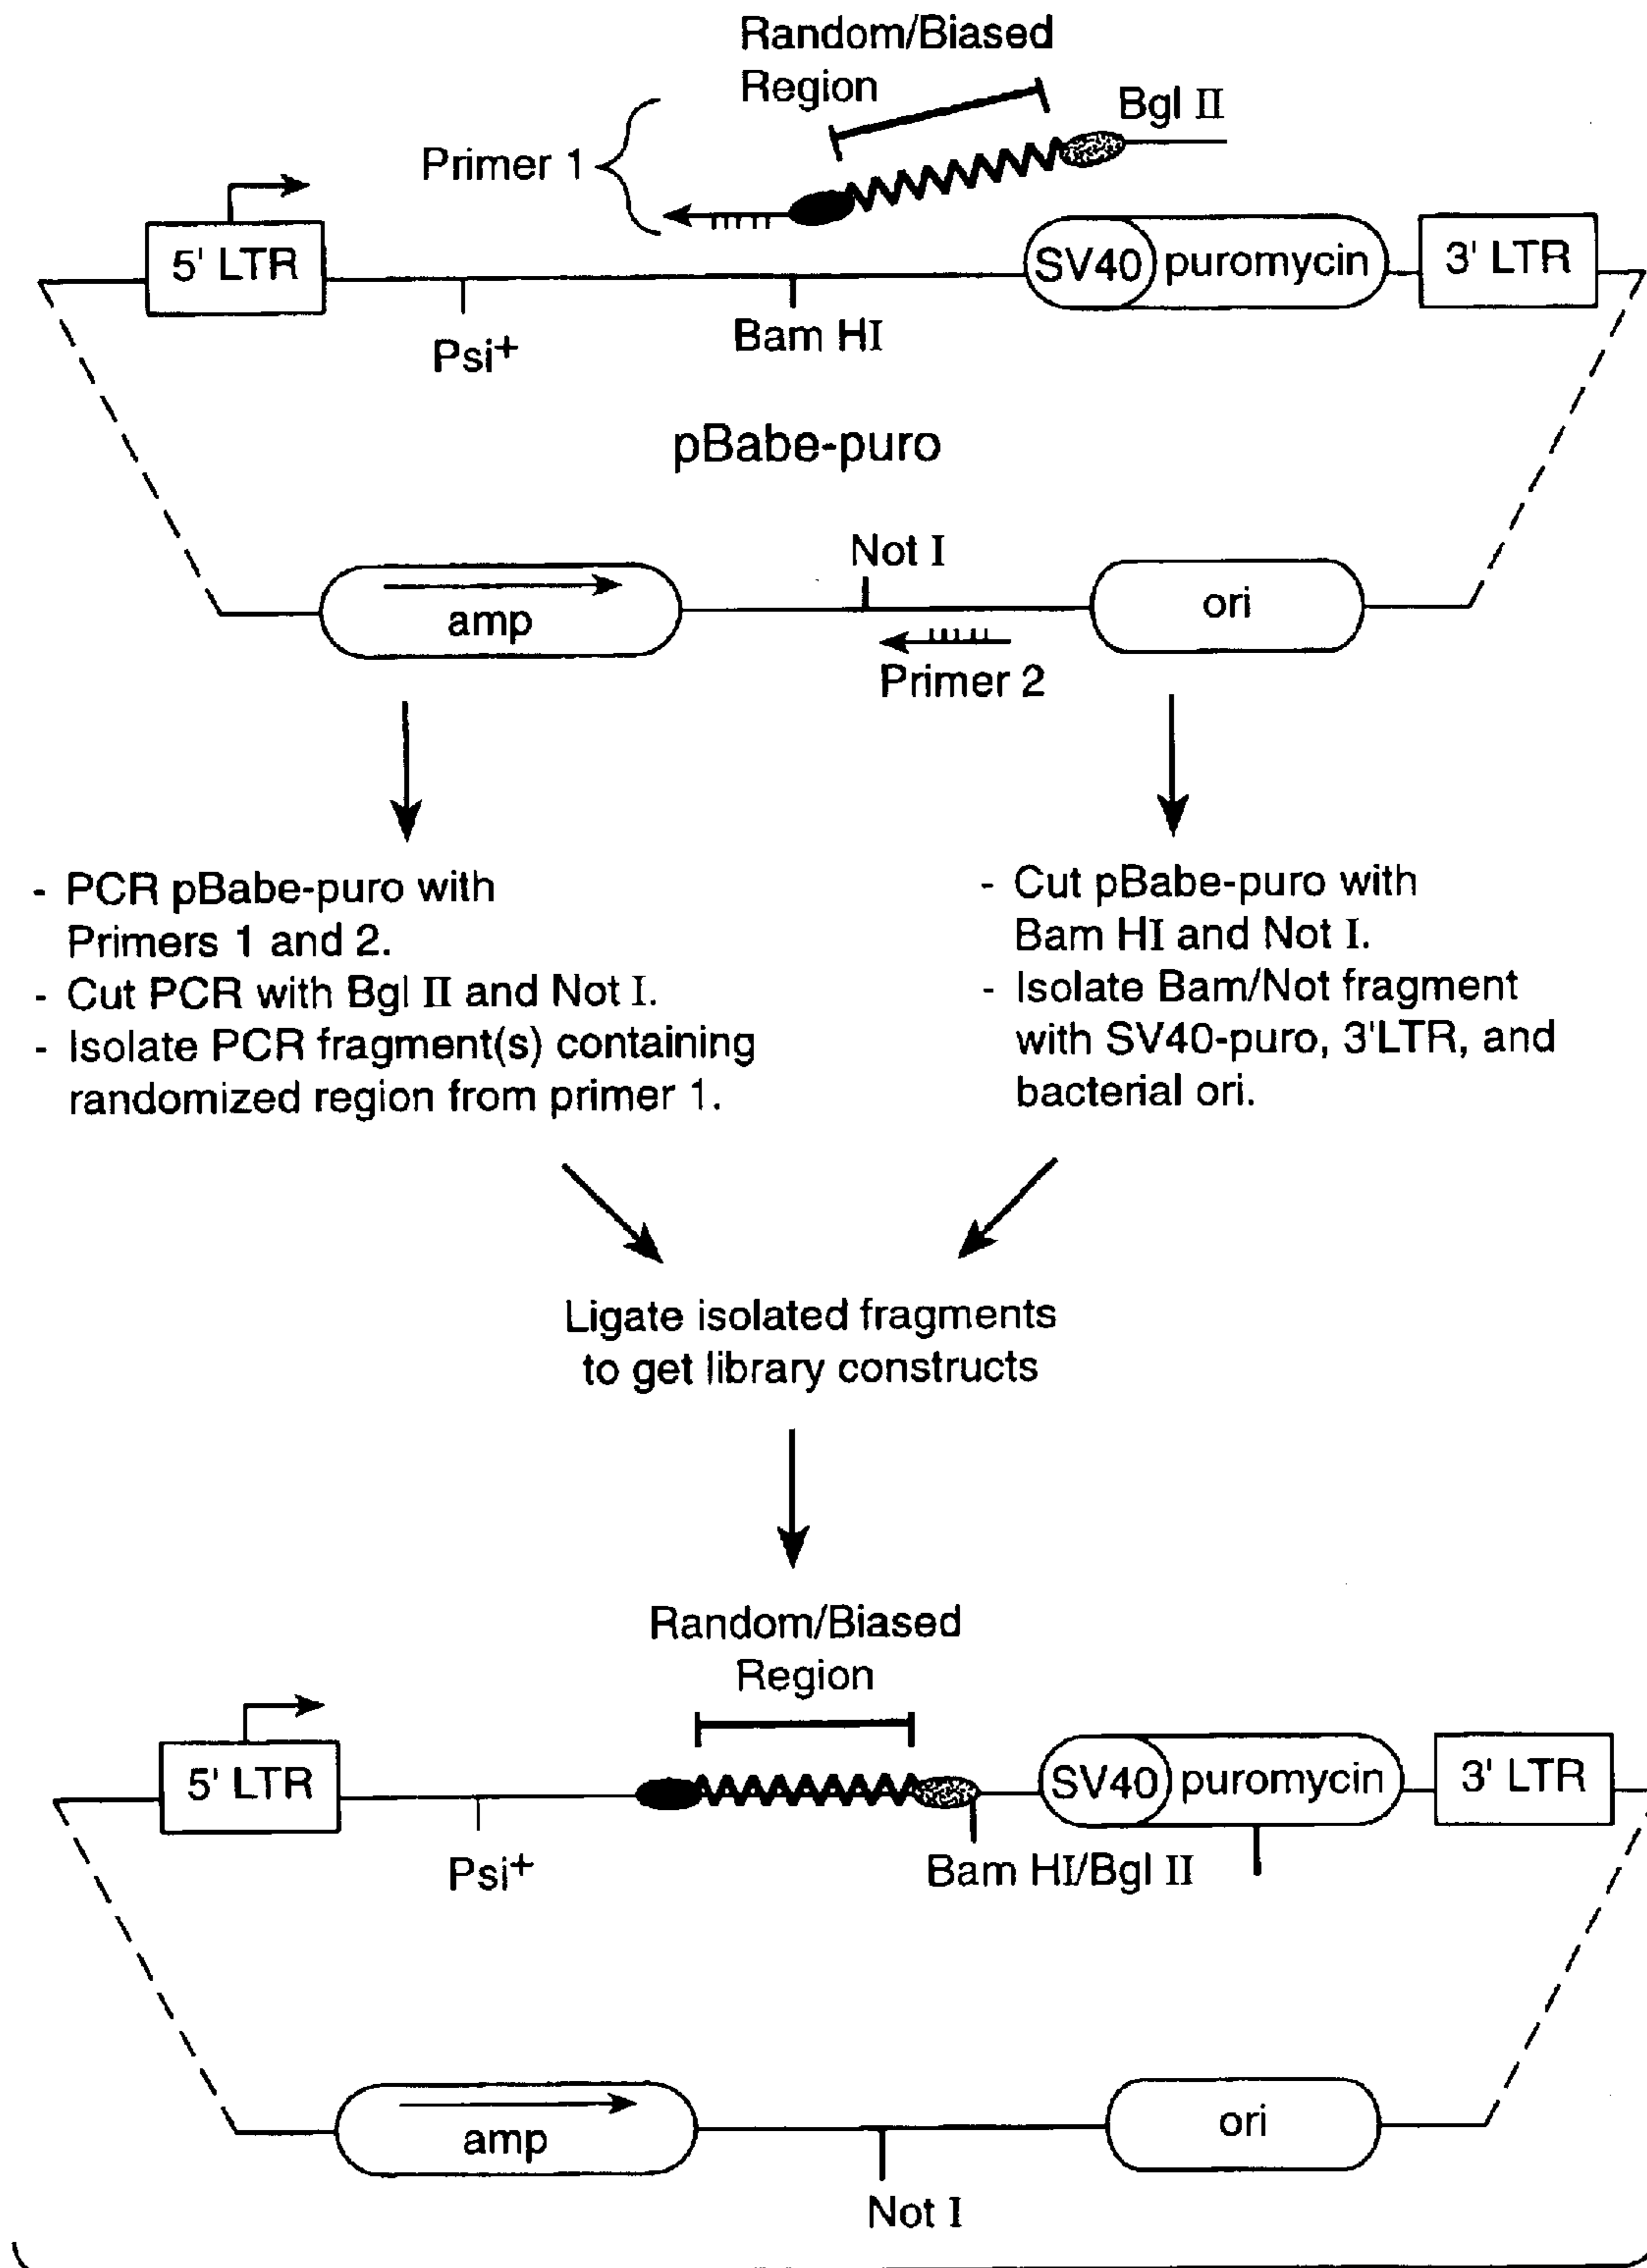 Random/Biased
Region
Bgl II
Primer 1
5' LTR
SV40
puromycin
3' LTR
Psi+
Bam HI
pBabe-puro
Not I
amp
ori
Primer 2
- PCR pBabe-puro with
Primers 1 and 2.
- Cut PCR with Bgl II and Not I.
- Isolate PCR fragment(s) containing
randomized region from primer 1.
- Cut pBabe-puro with
Bam HI and Not I.
- Isolate Bam/Not fragment
with SV40-puro, 3'LTR, and
bacterial ori.
Ligate isolated fragments
to get library constructs
Random/Biased
Region
5' LTR
SV40
puromycin
3' LTR
Psi+
Bam HI/Bgl II
amp
ori
Not I